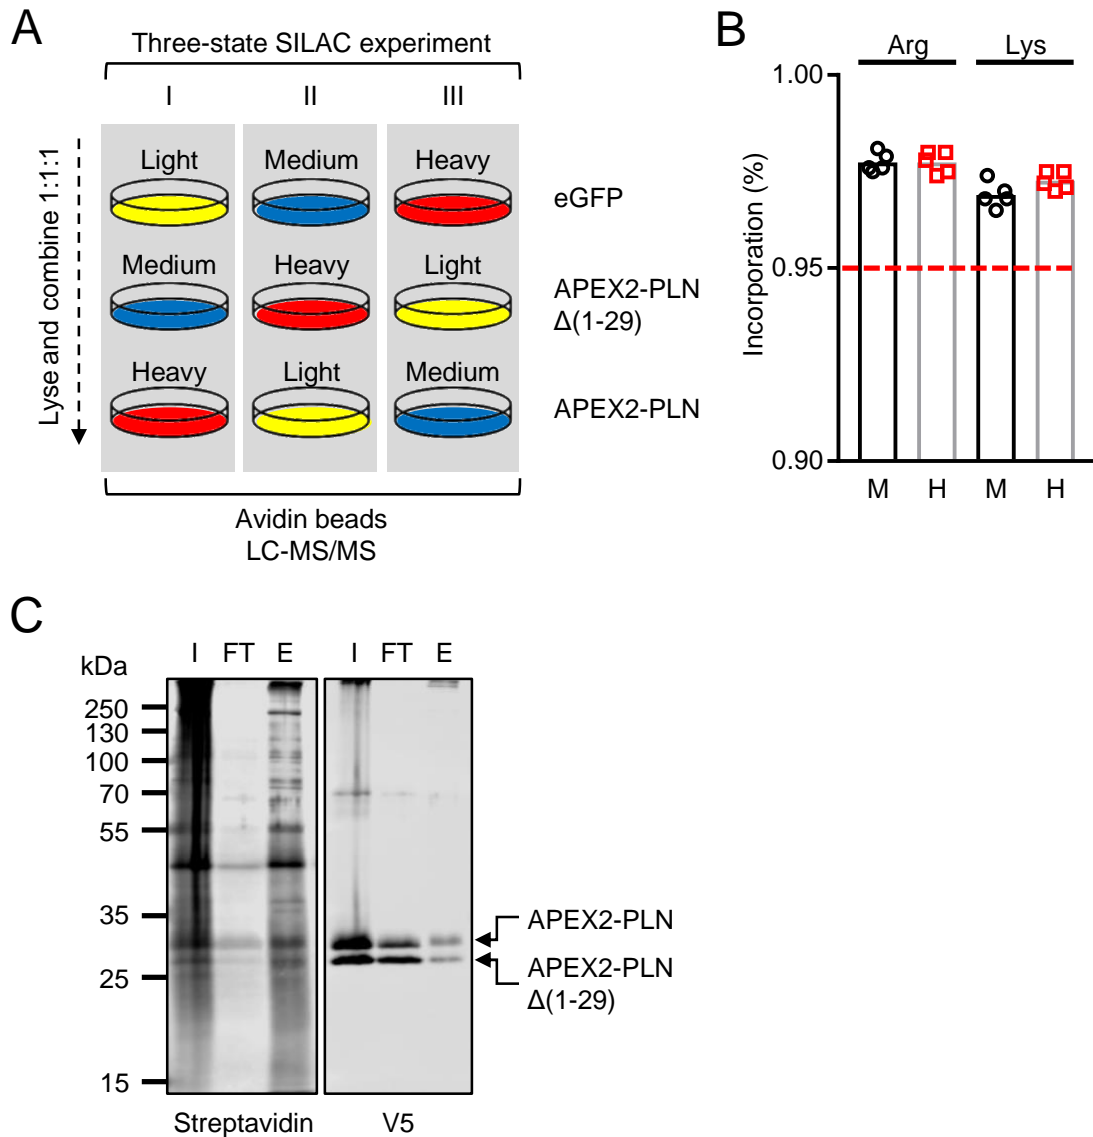 A
Three-state SILAC experiment
I II III
Lyse and combine 1:1:1
Light Medium Heavy
eGFP
Medium Heavy Light
APEX2-PLN
Δ(1-29)
Heavy Light Medium
APEX2-PLN
Avidin beads
LC-MS/MS
B
Arg Lys
Incorporation (%)
1.00
0.95
0.90
M H M H
C
kDa
I FT E I FT E
250
130
100
70
55
35
25
15
APEX2-PLN
APEX2-PLN
Δ(1-29)
Streptavidin V5